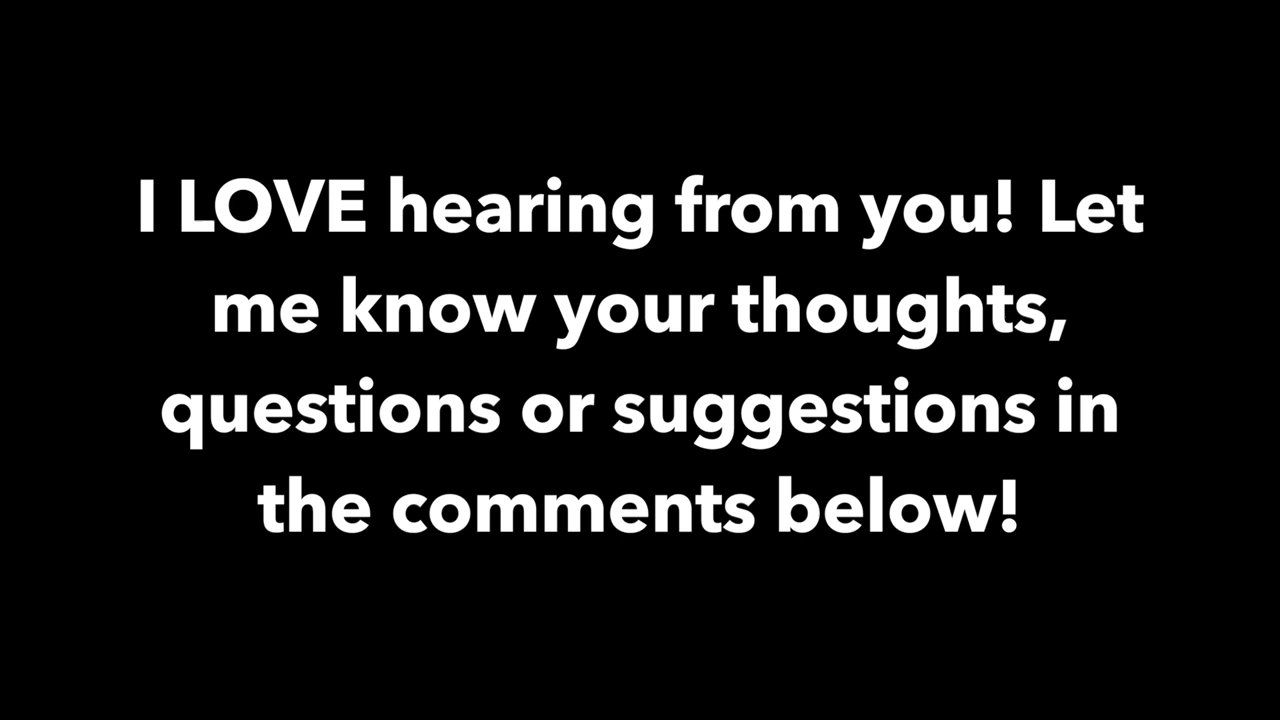 I LOVE hearing from you! Let
me know your thoughts,
questions or suggestions in
the comments below!